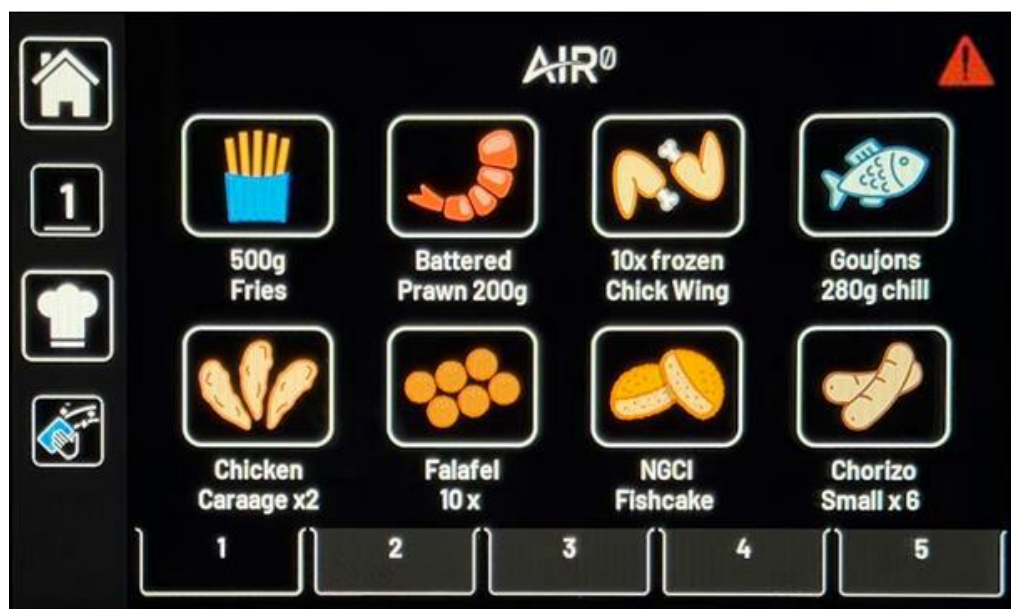 AIR⁰
1
500g
Fries
Battered
Prawn 200g
10x frozen
Chick Wing
Goujons
280g chill
Chicken
Caraage x2
Falafel
10 x
NGCI
Fishcake
Chorizo
Small x 6
1 2 3 4 5